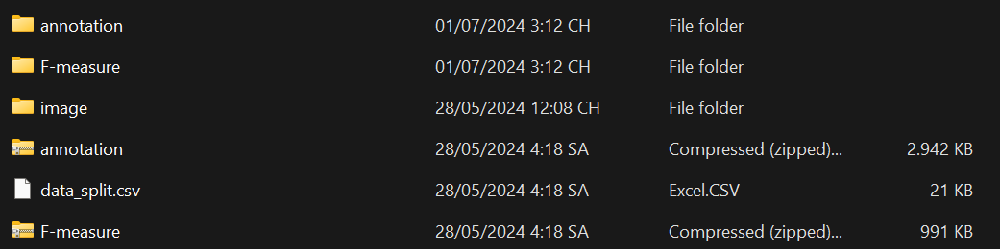 annotation 01/07/2024 3:12 CH File folder
F-measure 01/07/2024 3:12 CH File folder
image 28/05/2024 12:08 CH File folder
annotation 28/05/2024 4:18 SA Compressed (zipped)... 2.942 KB
data_split.csv 28/05/2024 4:18 SA Excel.CSV 21 KB
F-measure 28/05/2024 4:18 SA Compressed (zipped)... 991 KB